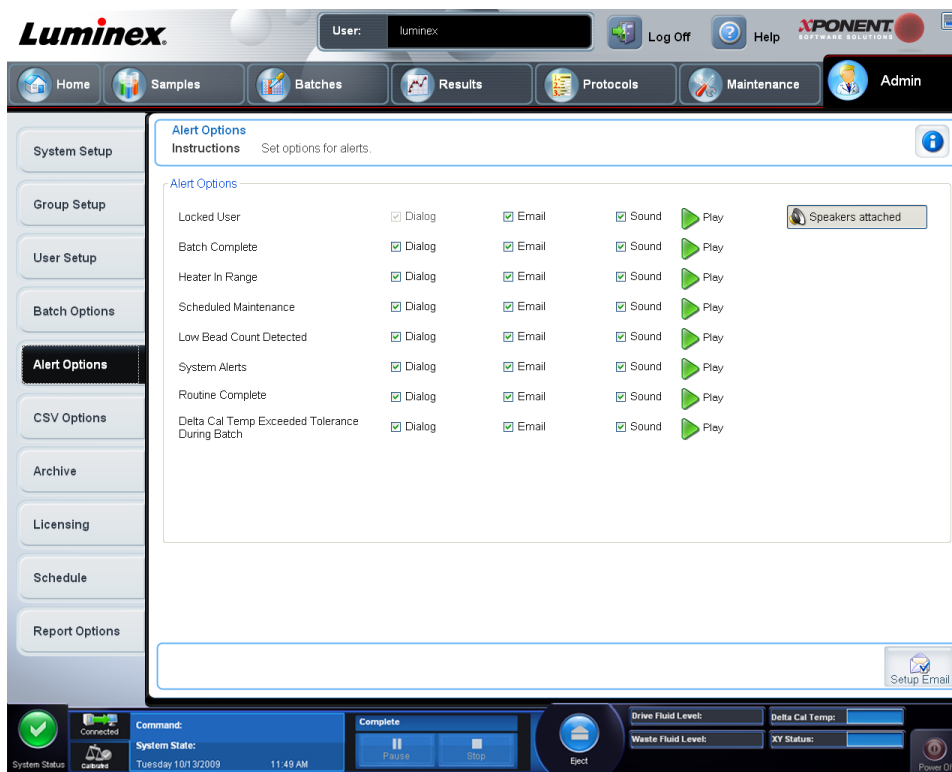 Luminex.
User: luminex
Log Off
Help
XPONENT.
SOFTWARE SOLUTIONS
Home
Samples
Batches
Results
Protocols
Maintenance
Admin
System Setup
Group Setup
User Setup
Batch Options
Alert Options
CSV Options
Archive
Licensing
Schedule
Report Options
Alert Options
Instructions Set options for alerts.
Alert Options
Locked User Dialog Email Sound Play Speakers attached
Batch Complete Dialog Email Sound Play
Heater In Range Dialog Email Sound Play
Scheduled Maintenance Dialog Email Sound Play
Low Bead Count Detected Dialog Email Sound Play
System Alerts Dialog Email Sound Play
Routine Complete Dialog Email Sound Play
Delta Cal Temp Exceeded Tolerance
During Batch Dialog Email Sound Play
Setup Email
System Status
Connected
Calibrated
Command:
System State:
Tuesday 10/13/2009 11:49 AM
Complete
Pause
Stop
Eject
Drive Fluid Level:
Waste Fluid Level:
Delta Cal Temp:
XY Status:
Power